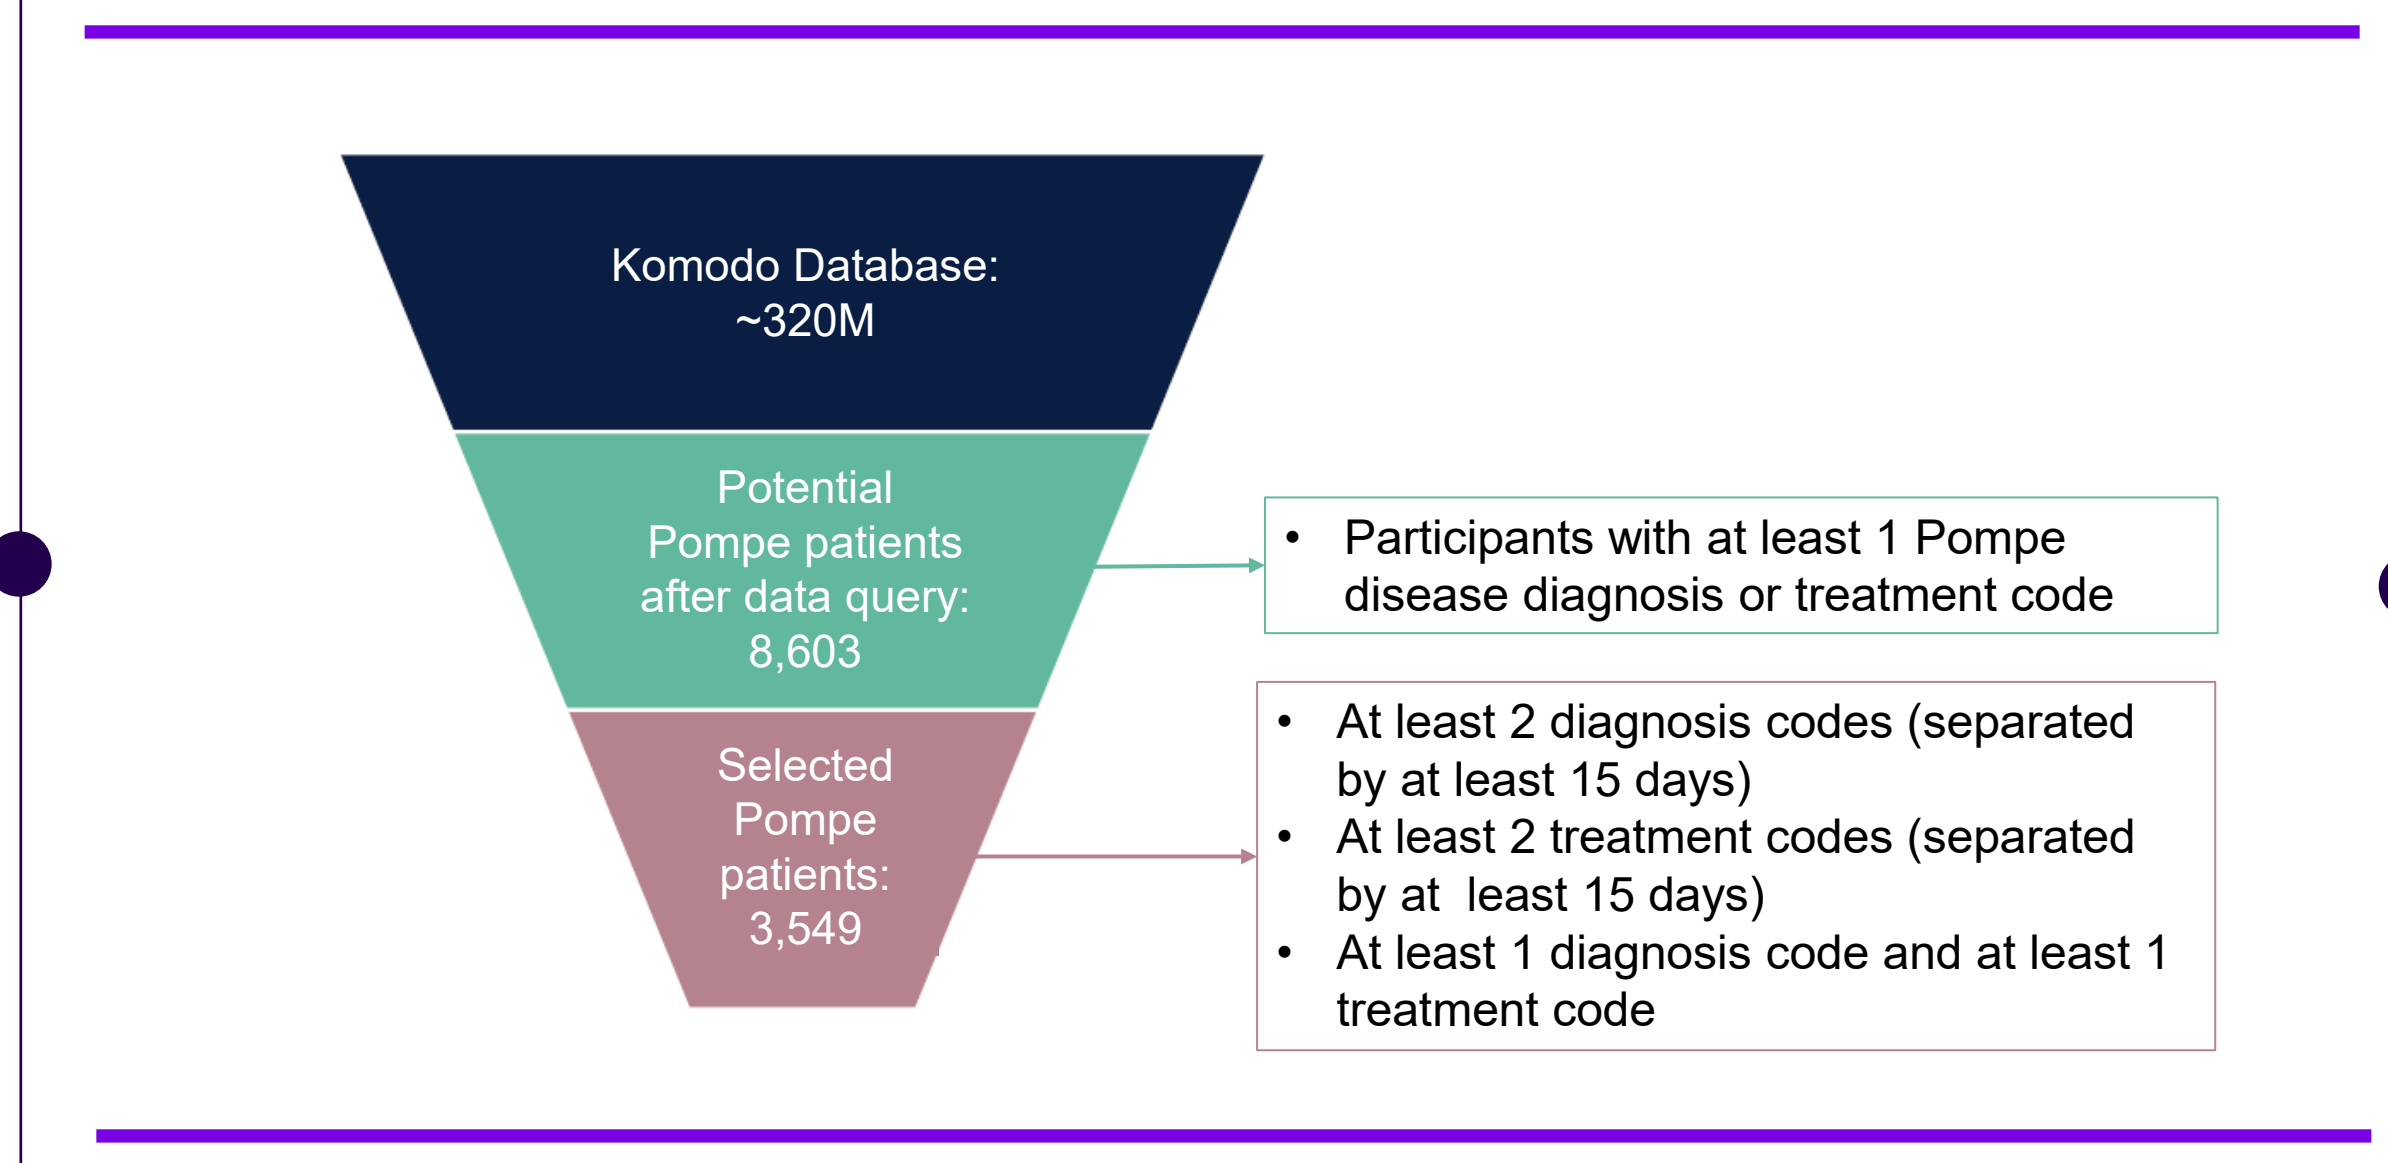 Komodo Database:
~320M
Potential
Pompe patients
after data query:
8,603
• Participants with at least 1 Pompe
disease diagnosis or treatment code
Selected
Pompe
patients:
3,549
• At least 2 diagnosis codes (separated
by at least 15 days)
• At least 2 treatment codes (separated
by at  least 15 days)
• At least 1 diagnosis code and at least 1
treatment code